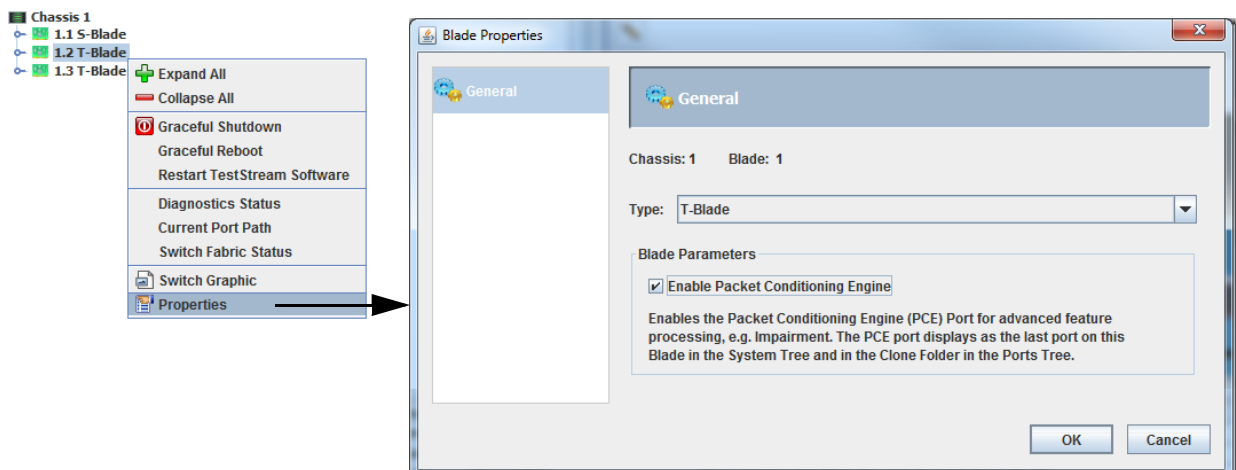 Chassis 1
1.1 S-Blade
1.2 T-Blade
1.3 T-Blade
Expand All
Collapse All
Graceful Shutdown
Graceful Reboot
Restart TestStream Software
Diagnostics Status
Current Port Path
Switch Fabric Status
Switch Graphic
Properties
Blade Properties
General
General
Chassis: 1 Blade: 1
Type: T-Blade
Blade Parameters
Enable Packet Conditioning Engine
Enables the Packet Conditioning Engine (PCE) Port for advanced feature
processing, e.g. Impairment. The PCE port displays as the last port on this
Blade in the System Tree and in the Clone Folder in the Ports Tree.
OK Cancel